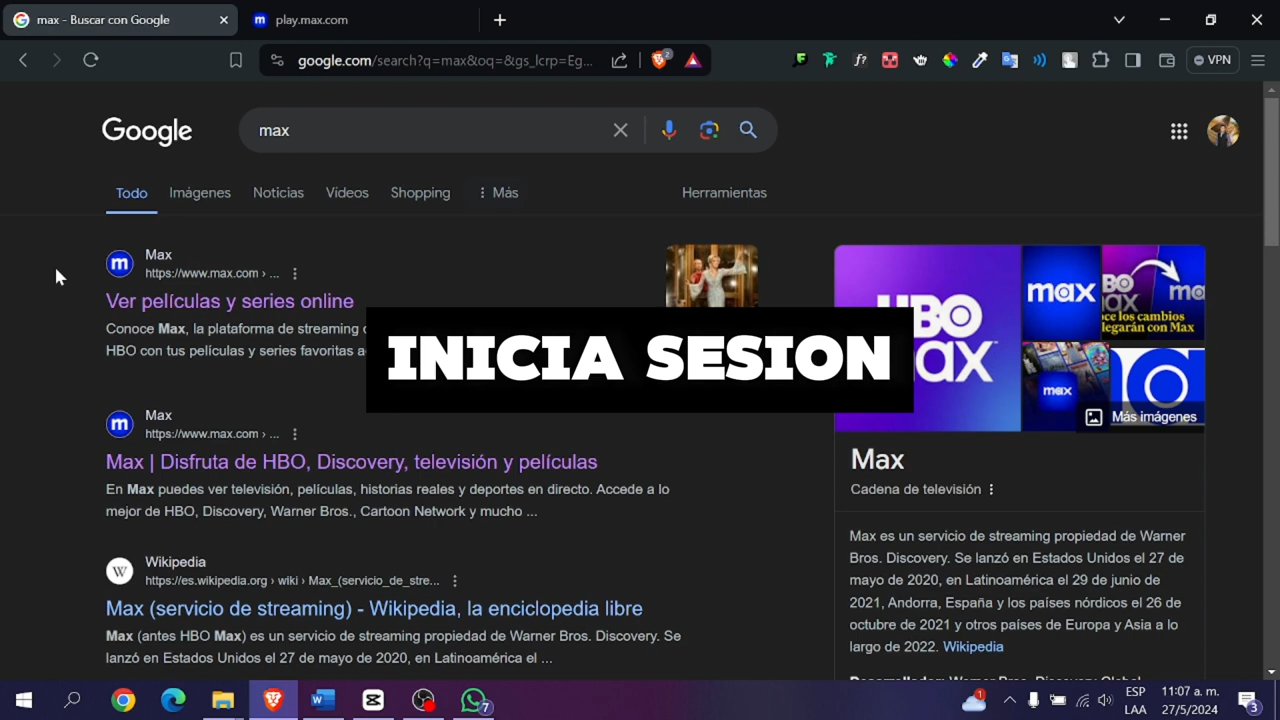 max - Buscar con Google
play.max.com
google.com/search?q=max&oq=&gs_lcrp=Eg...
2
VPN
Google
max
Todo
Imágenes
Noticias
Videos
Shopping
Más
Herramientas
Max
https://www.max.com › ...
Ver películas y series online
Conoce Max, la plataforma de streaming
HBO con tus películas y series favoritas
INICIA SESION
Max
https://www.max.com › ...
Max | Disfruta de HBO, Discovery, televisión y películas
En Max puedes ver televisión, películas, historias reales y deportes en directo. Accede a lo
mejor de HBO, Discovery, Warner Bros., Cartoon Network y mucho ...
Wikipedia
https://es.wikipedia.org › wiki › Max_(servicio_de_stre...
Max (servicio de streaming) - Wikipedia, la enciclopedia libre
Max (antes HBO Max) es un servicio de streaming propiedad de Warner Bros. Discovery. Se
lanzó en Estados Unidos el 27 de mayo de 2020, en Latinoamérica el ...
HBO
max
max
los cambios
legarán con Max
max
Más imágenes
Max
Cadena de televisión
Max es un servicio de streaming propiedad de Warner
Bros. Discovery. Se lanzó en Estados Unidos el 27 de
mayo de 2020, en Latinoamérica el 29 de junio de
2021, Andorra, España y los países nórdicos el 26 de
octubre de 2021 y otros países de Europa y Asia a lo
largo de 2022. Wikipedia
7
1
ESP
LAA
11:07 a. m.
27/5/2024
3